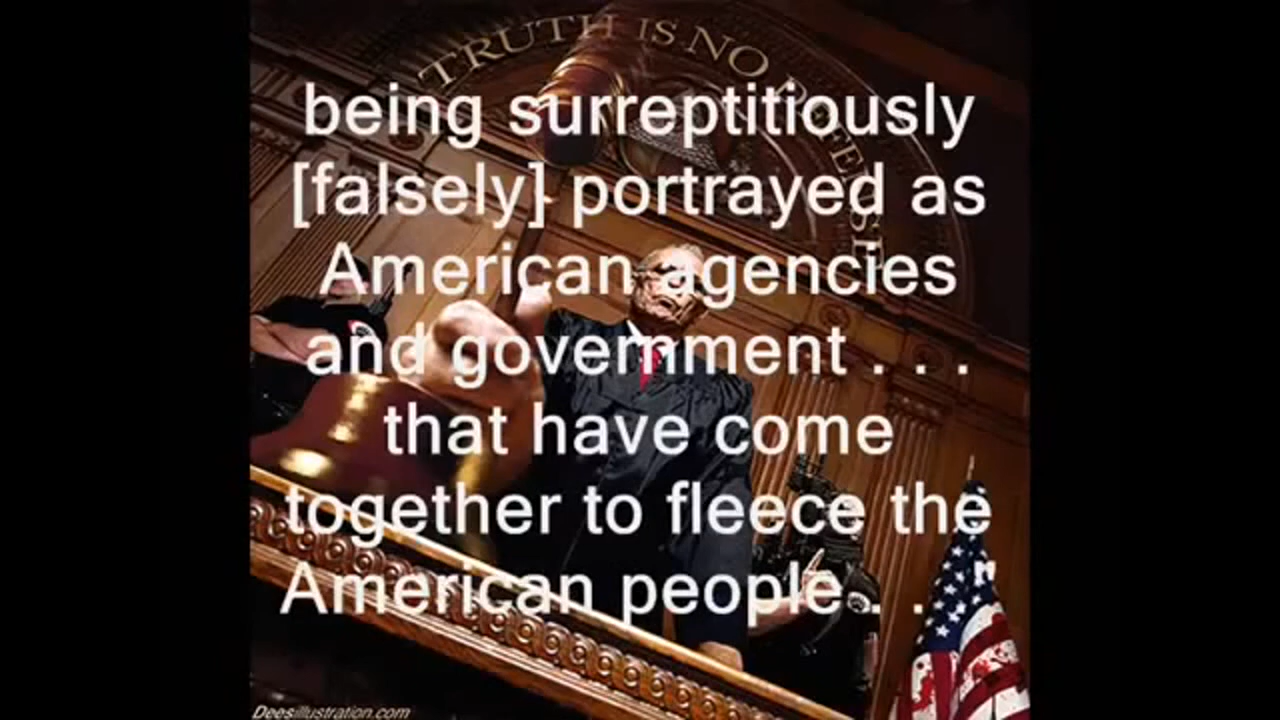 TRUTH IS NO DEFENSE
being surreptitiously
[falsely] portrayed as
American agencies
and government . . .
that have come
together to fleece the
American people . . ."
Deesillustration.com